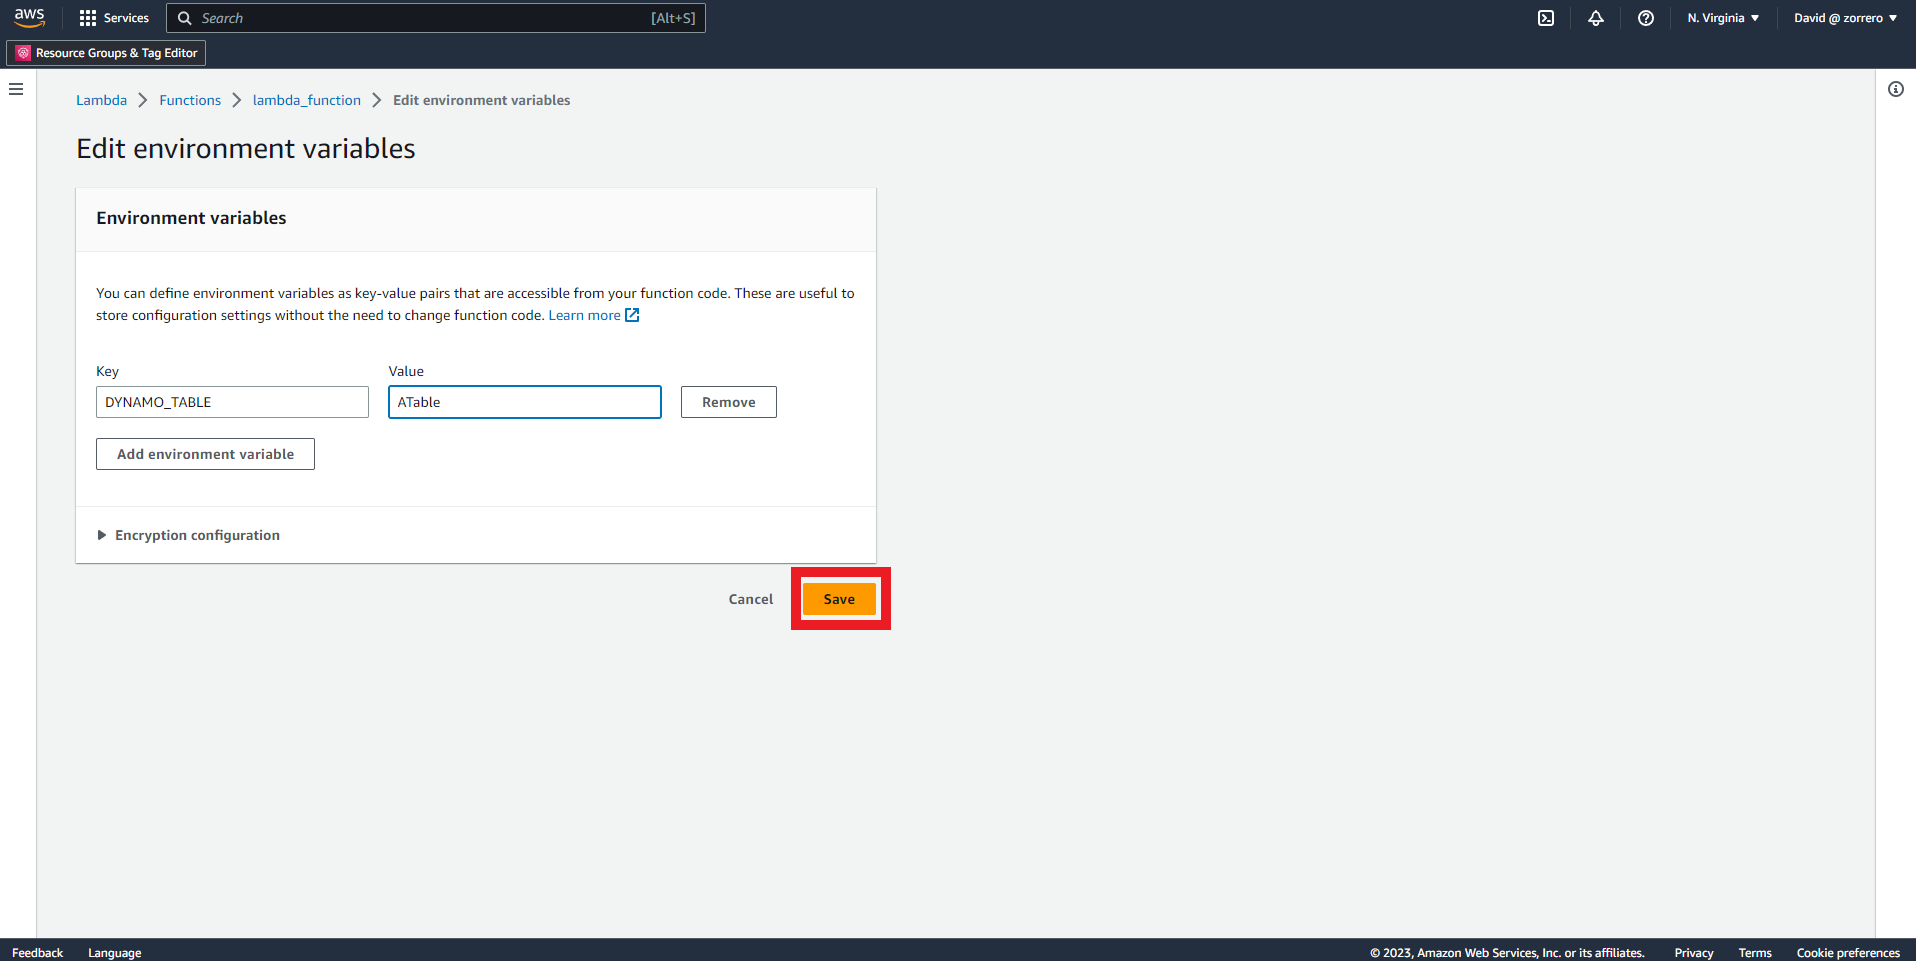 aws
Services
Search
[Alt+S]
N. Virginia
David @ zorrero
Resource Groups & Tag Editor
Lambda
Functions
lambda_function
Edit environment variables
Edit environment variables
Environment variables
You can define environment variables as key-value pairs that are accessible from your function code. These are useful to
store configuration settings without the need to change function code. Learn more
Key
Value
DYNAMO_TABLE
ATable
Remove
Add environment variable
Encryption configuration
Cancel
Save
Feedback
Language
© 2023, Amazon Web Services, Inc. or its affiliates.
Privacy
Terms
Cookie preferences